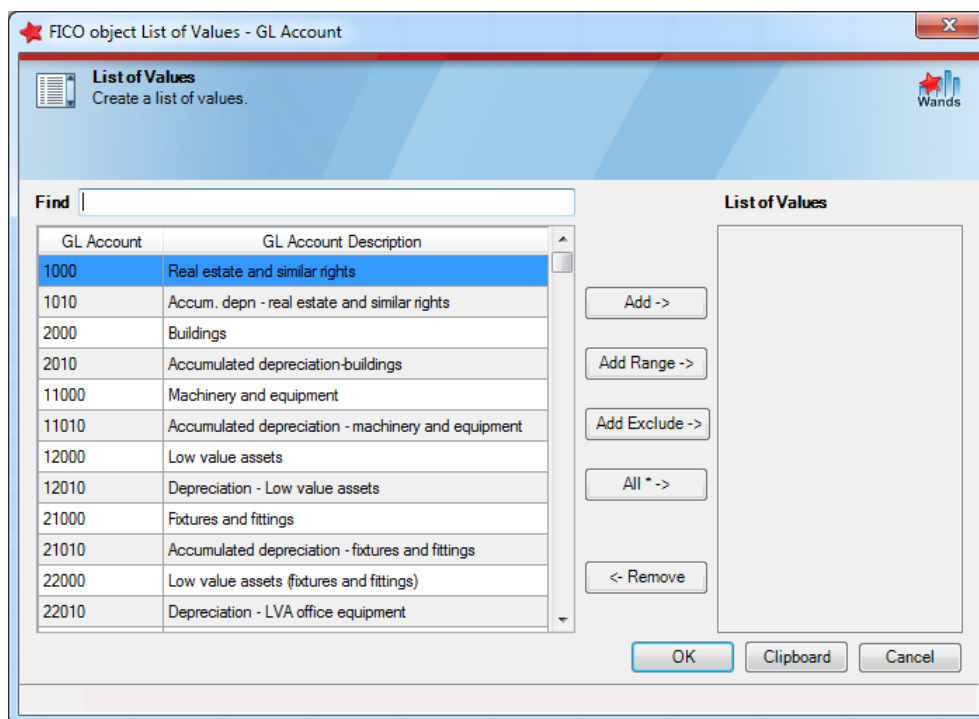 FICO object List of Values - GL Account
List of Values
Create a list of values.
Wands
Find
List of Values
GL Account GL Account Description
1000 Real estate and similar rights
1010 Accum. depn - real estate and similar rights
2000 Buildings
2010 Accumulated depreciation-buildings
11000 Machinery and equipment
11010 Accumulated depreciation - machinery and equipment
12000 Low value assets
12010 Depreciation - Low value assets
21000 Fixtures and fittings
21010 Accumulated depreciation - fixtures and fittings
22000 Low value assets (fixtures and fittings)
22010 Depreciation - LVA office equipment
Add ->
Add Range ->
Add Exclude ->
All * ->
<- Remove
OK Clipboard Cancel